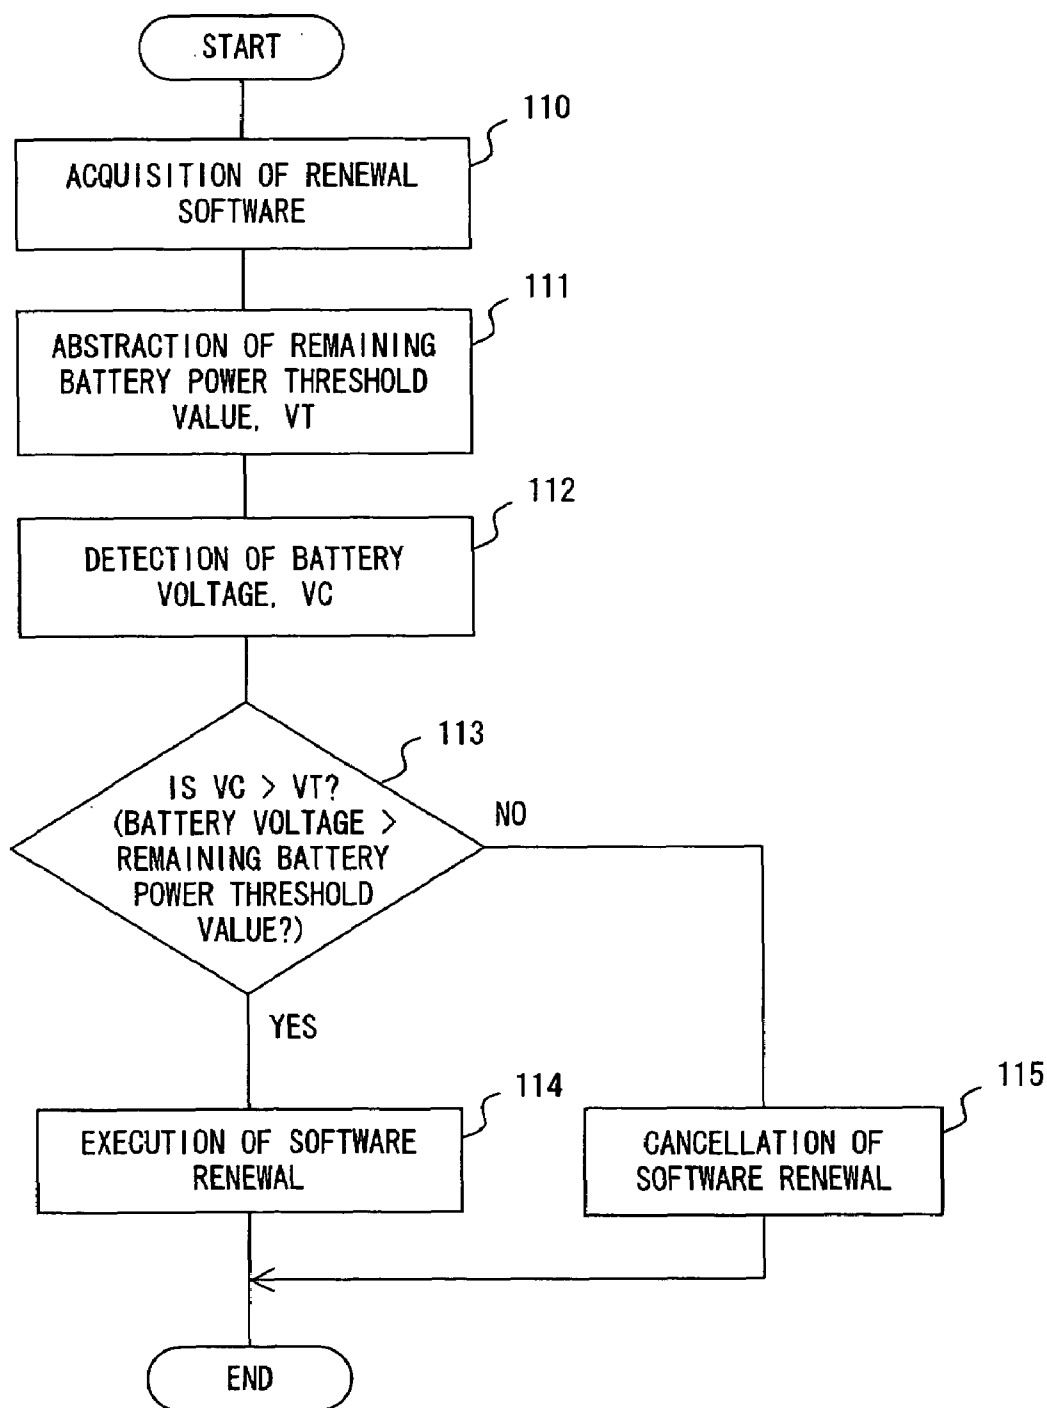 START
110
ACQUISITION OF RENEWAL
SOFTWARE
111
ABSTRACTION OF REMAINING
BATTERY POWER THRESHOLD
VALUE, VT
112
DETECTION OF BATTERY
VOLTAGE, VC
113
IS VC > VT?
(BATTERY VOLTAGE >
REMAINING BATTERY
POWER THRESHOLD
VALUE?)
NO
YES
114
EXECUTION OF SOFTWARE
RENEWAL
115
CANCELLATION OF
SOFTWARE RENEWAL
END